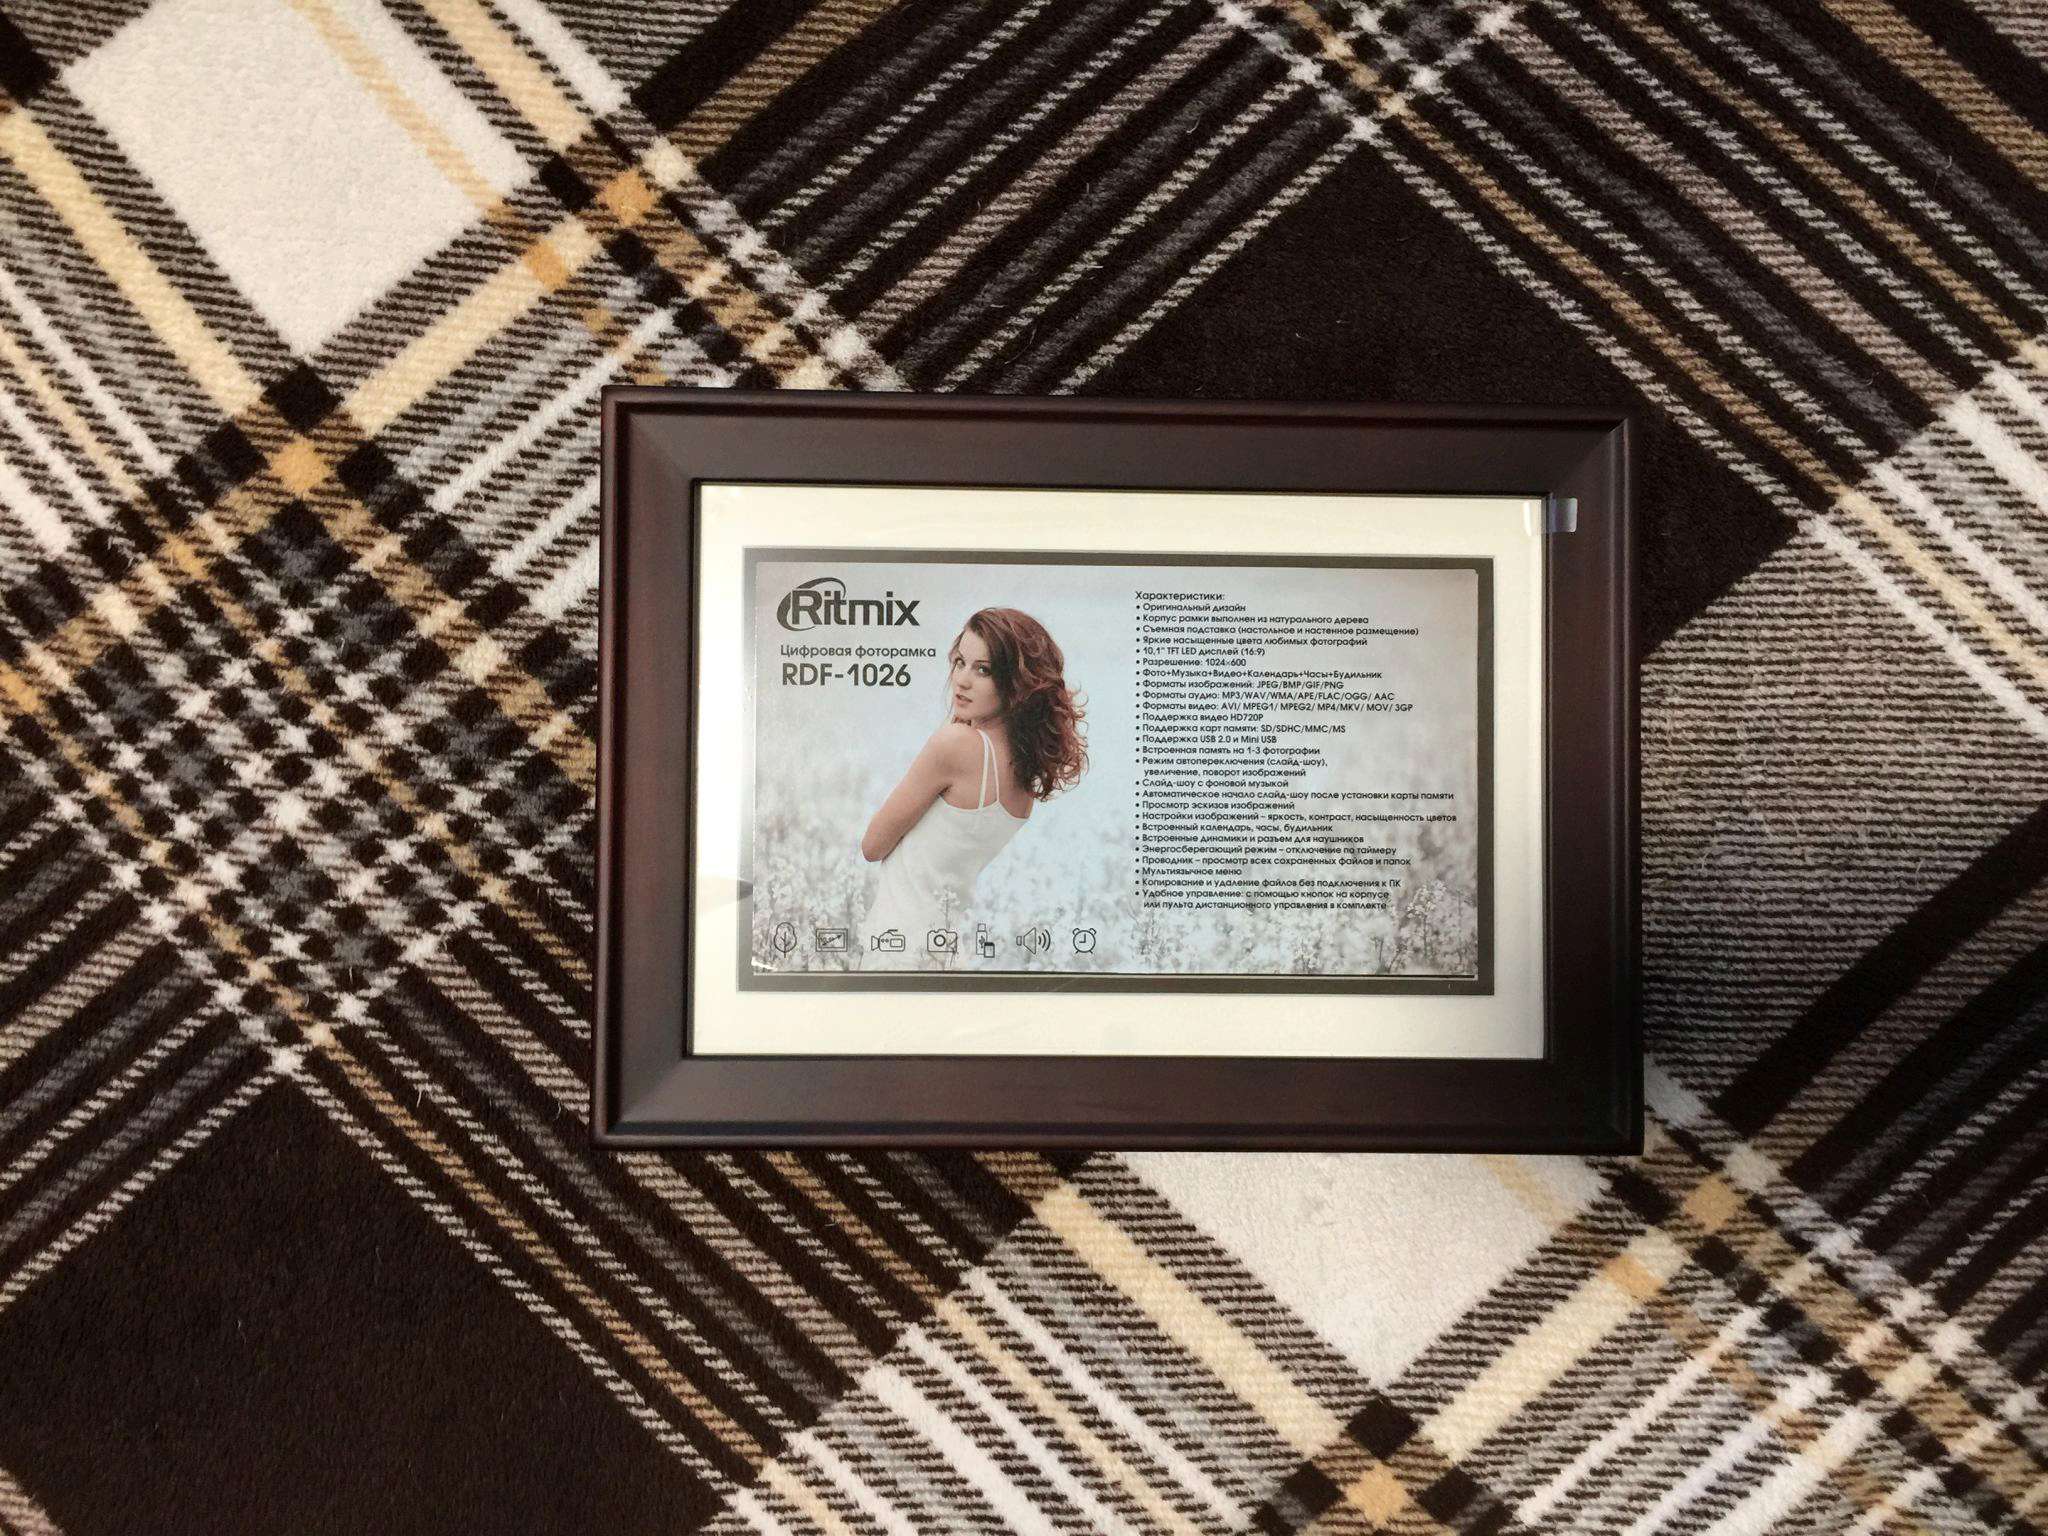 Ritmix
Цифровая фоторамка
RDF-1026
Характеристики:
• Оригинальный дизайн
• Корпус рамки выполнен из натурального дерева
• Съемная подставка (настольное и настенное размещение)
• Яркие насыщенные цвета любимых фотографий
• 10,1" TFT LED дисплей (16:9)
• Разрешение: 1024×600
• Фото+Музыка+Видео+Календарь+Часы+Будильник
• Форматы изображений: JPEG/BMP/GIF/PNG
• Форматы аудио: MP3/WAV/WMA/APE/FLAC/OGG/ AAC
• Форматы видео: AVI/ MPEG1/ MPEG2/ MP4/MKV/ MOV/ 3GP
• Поддержка видео HD720P
• Поддержка карт памяти: SD/SDHC/MMC/MS
• Поддержка USB 2.0 и Mini USB
• Встроенная память на 1-3 фотографии
• Режим автопереключения (слайд-шоу),
увеличение, поворот изображений
• Слайд-шоу с фоновой музыкой
• Автоматическое начало слайд-шоу после установки карты памяти
• Просмотр эскизов изображений
• Настройки изображений – яркость, контраст, насыщенность цветов
• Встроенный календарь, часы, будильник
• Встроенные динамики и разъем для наушников
• Энергосберегающий режим – отключение по таймеру
• Проводник – просмотр всех сохраненных файлов и папок
• Мультиязычное меню
• Копирование и удаление файлов без подключения к ПК
• Удобное управление: с помощью кнопок на корпусе
или пульта дистанционного управления в комплекте